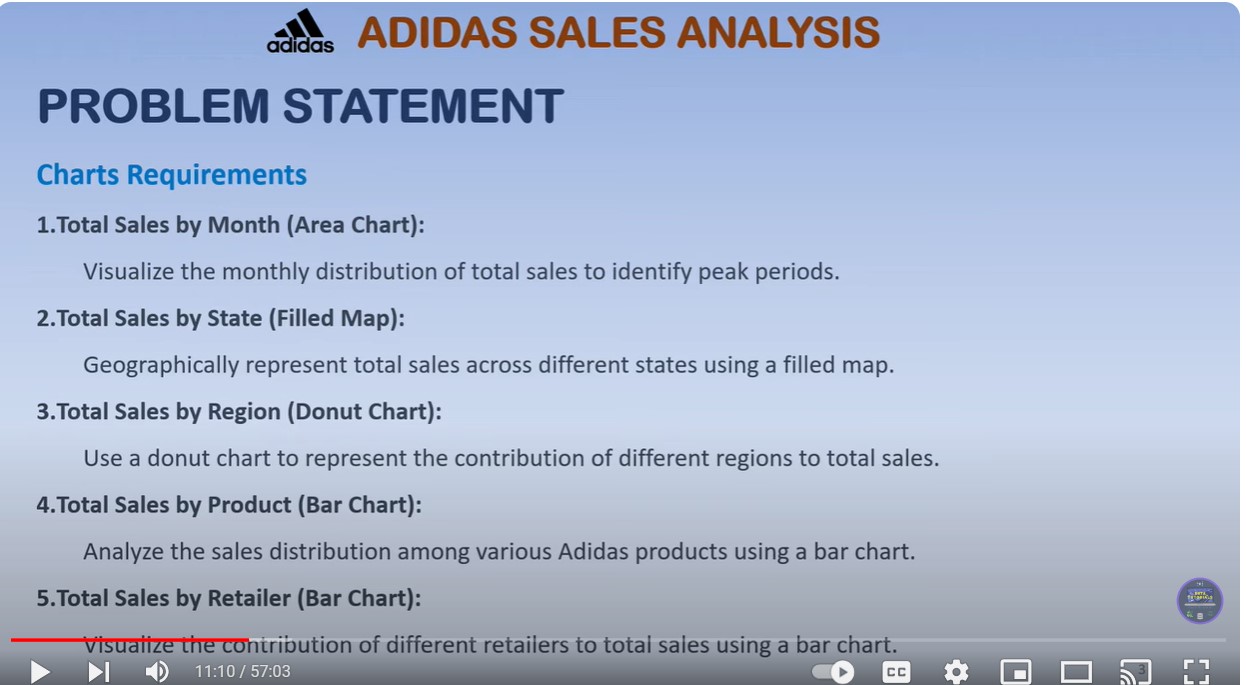 adidas ADIDAS SALES ANALYSIS
PROBLEM STATEMENT
Charts Requirements
1.Total Sales by Month (Area Chart):
Visualize the monthly distribution of total sales to identify peak periods.
2.Total Sales by State (Filled Map):
Geographically represent total sales across different states using a filled map.
3.Total Sales by Region (Donut Chart):
Use a donut chart to represent the contribution of different regions to total sales.
4.Total Sales by Product (Bar Chart):
Analyze the sales distribution among various Adidas products using a bar chart.
5.Total Sales by Retailer (Bar Chart):
Visualize the contribution of different retailers to total sales using a bar chart.
11:10 / 57:03
CC
3